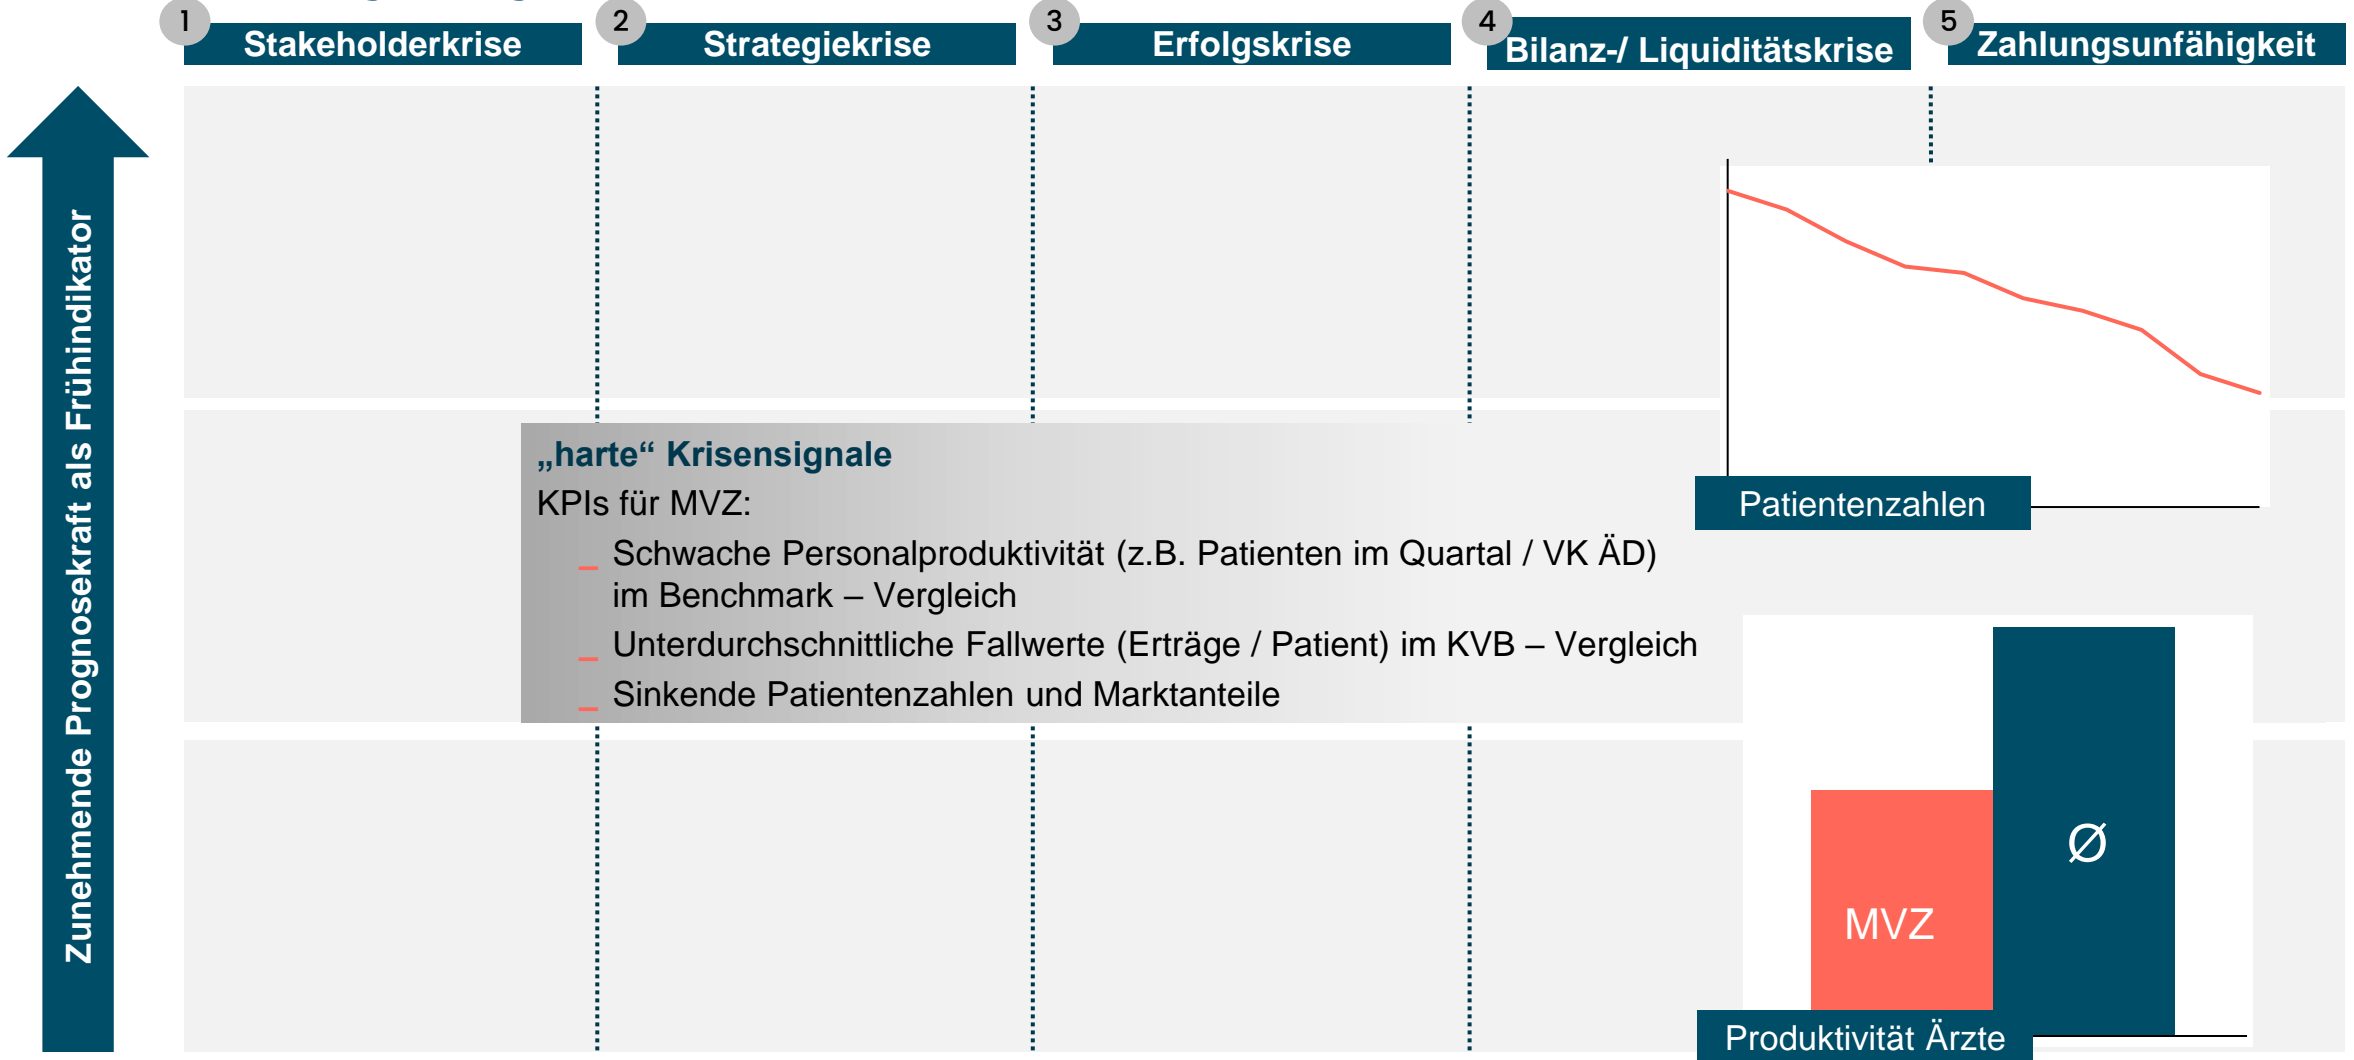 1
Stakeholderkrise
2
Strategiekrise
3
Erfolgskrise
4
Bilanz-/ Liquiditätskrise
5
Zahlungsunfähigkeit
Zunehmende Prognosekraft als Frühindikator
„harte“ Krisensignale
KPIs für MVZ:
_ Schwache Personalproduktivität (z.B. Patienten im Quartal / VK ÄD)
im Benchmark – Vergleich
_ Unterdurchschnittliche Fallwerte (Erträge / Patient) im KVB – Vergleich
_ Sinkende Patientenzahlen und Marktanteile
Patientenzahlen
MVZ
Ø
Produktivität Ärzte